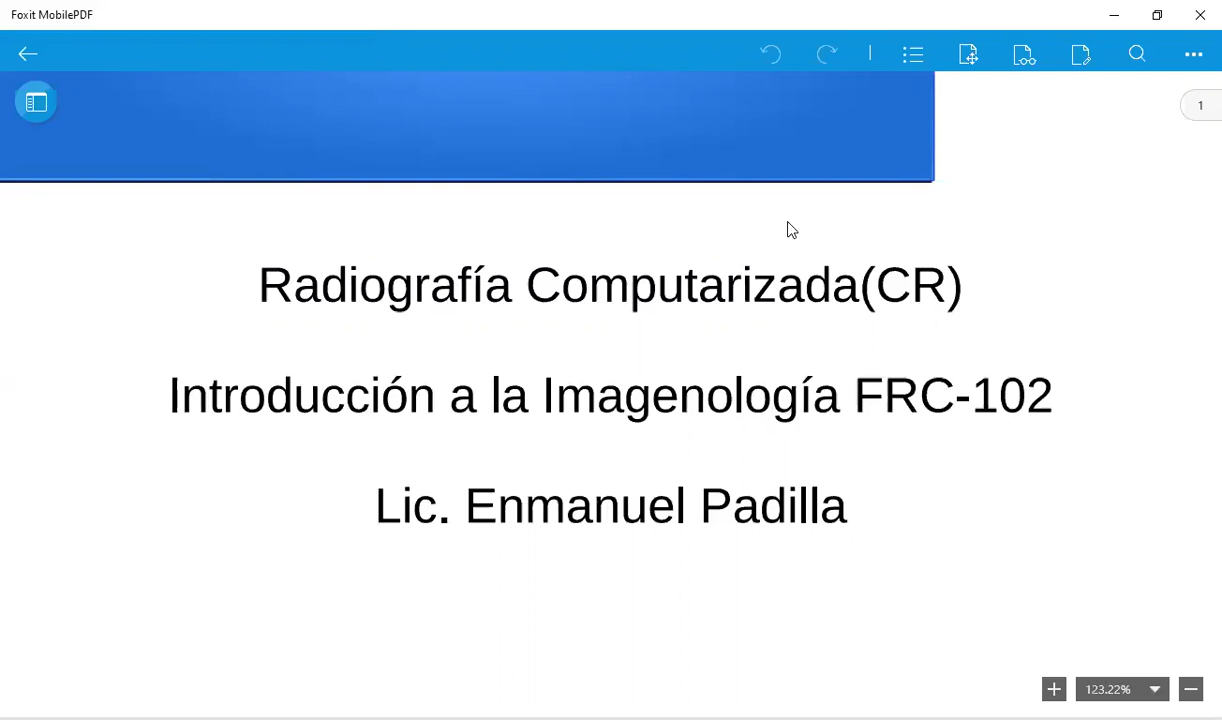 Foxit MobilePDF
1
Radiografía Computarizada(CR)
Introducción a la Imagenología FRC-102
Lic. Enmanuel Padilla
123.22%